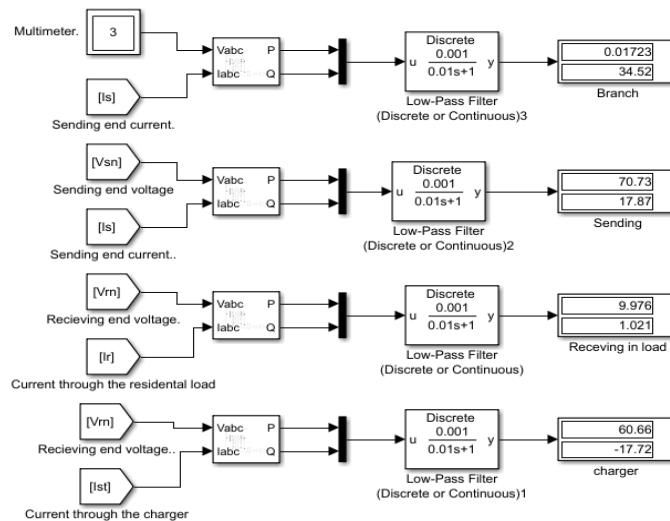 Multimeter.
3
Vabc P
Iabc Q
[Is]
Sending end current.
Discrete
u 0.001 y
0.01s+1
Low-Pass Filter
(Discrete or Continuous)3
0.01723
34.52
Branch
[Vsn]
Sending end voltage
Vabc P
Iabc Q
[Is]
Sending end current..
Discrete
u 0.001 y
0.01s+1
Low-Pass Filter
(Discrete or Continuous)2
70.73
17.87
Sending
[Vrn]
Recieving end voltage.
Vabc P
Iabc Q
[Ir]
Current through the residental load
Discrete
u 0.001 y
0.01s+1
Low-Pass Filter
(Discrete or Continuous)
9.976
1.021
Receving in load
[Vrn]
Recieving end voltage..
Vabc P
Iabc Q
[Ist]
Current through the charger
Discrete
u 0.001 y
0.01s+1
Low-Pass Filter
(Discrete or Continuous)1
60.66
-17.72
charger